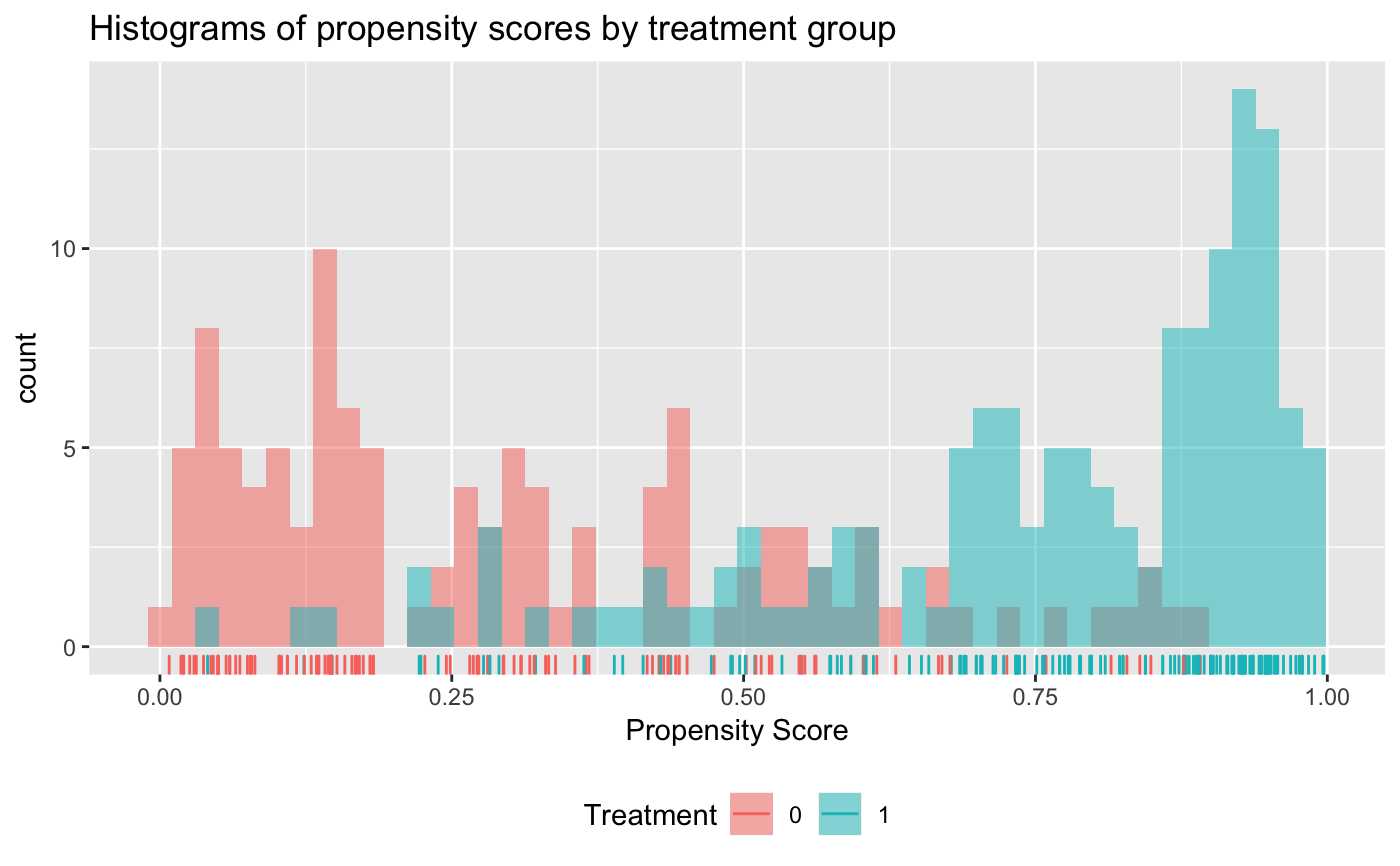 Histograms of propensity scores by treatment group
count
10
5
0
0.00 0.25 0.50 0.75 1.00
Propensity Score
Treatment 0 1